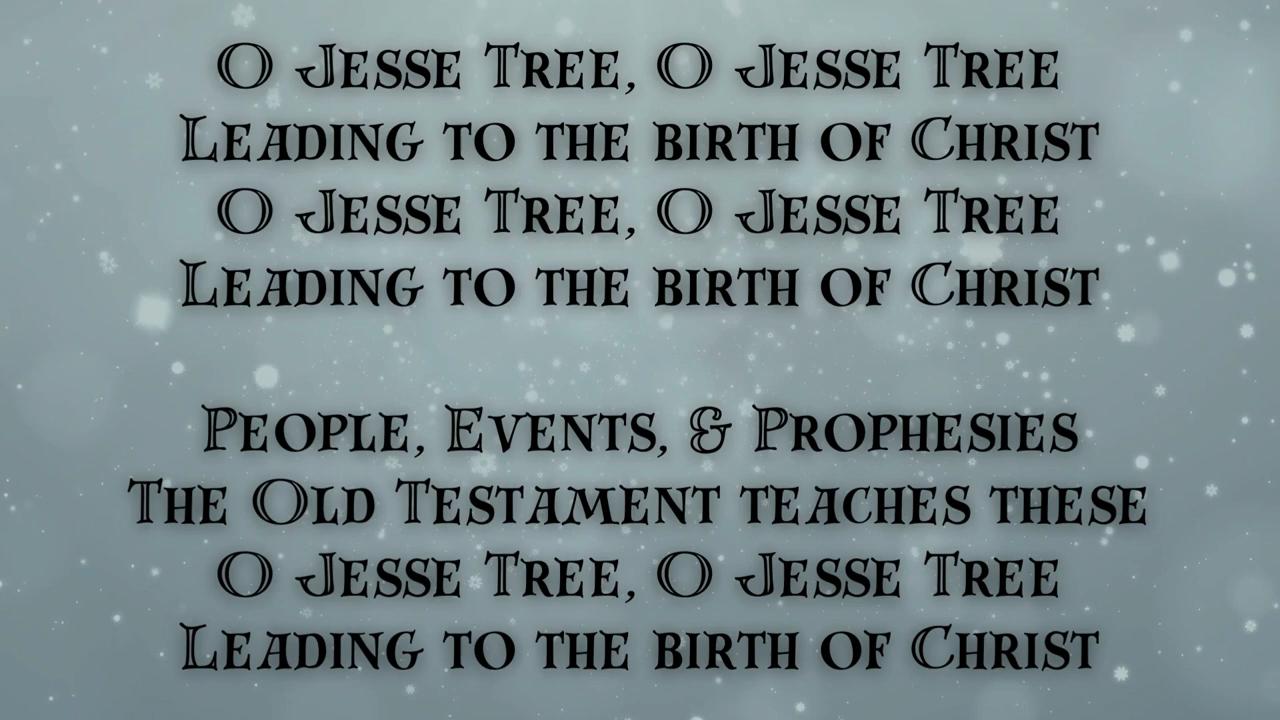 O Jesse Tree, O Jesse Tree
Leading to the birth of Christ
O Jesse Tree, O Jesse Tree
Leading to the birth of Christ
People, Events, & Prophesies
The Old Testament teaches these
O Jesse Tree, O Jesse Tree
Leading to the birth of Christ